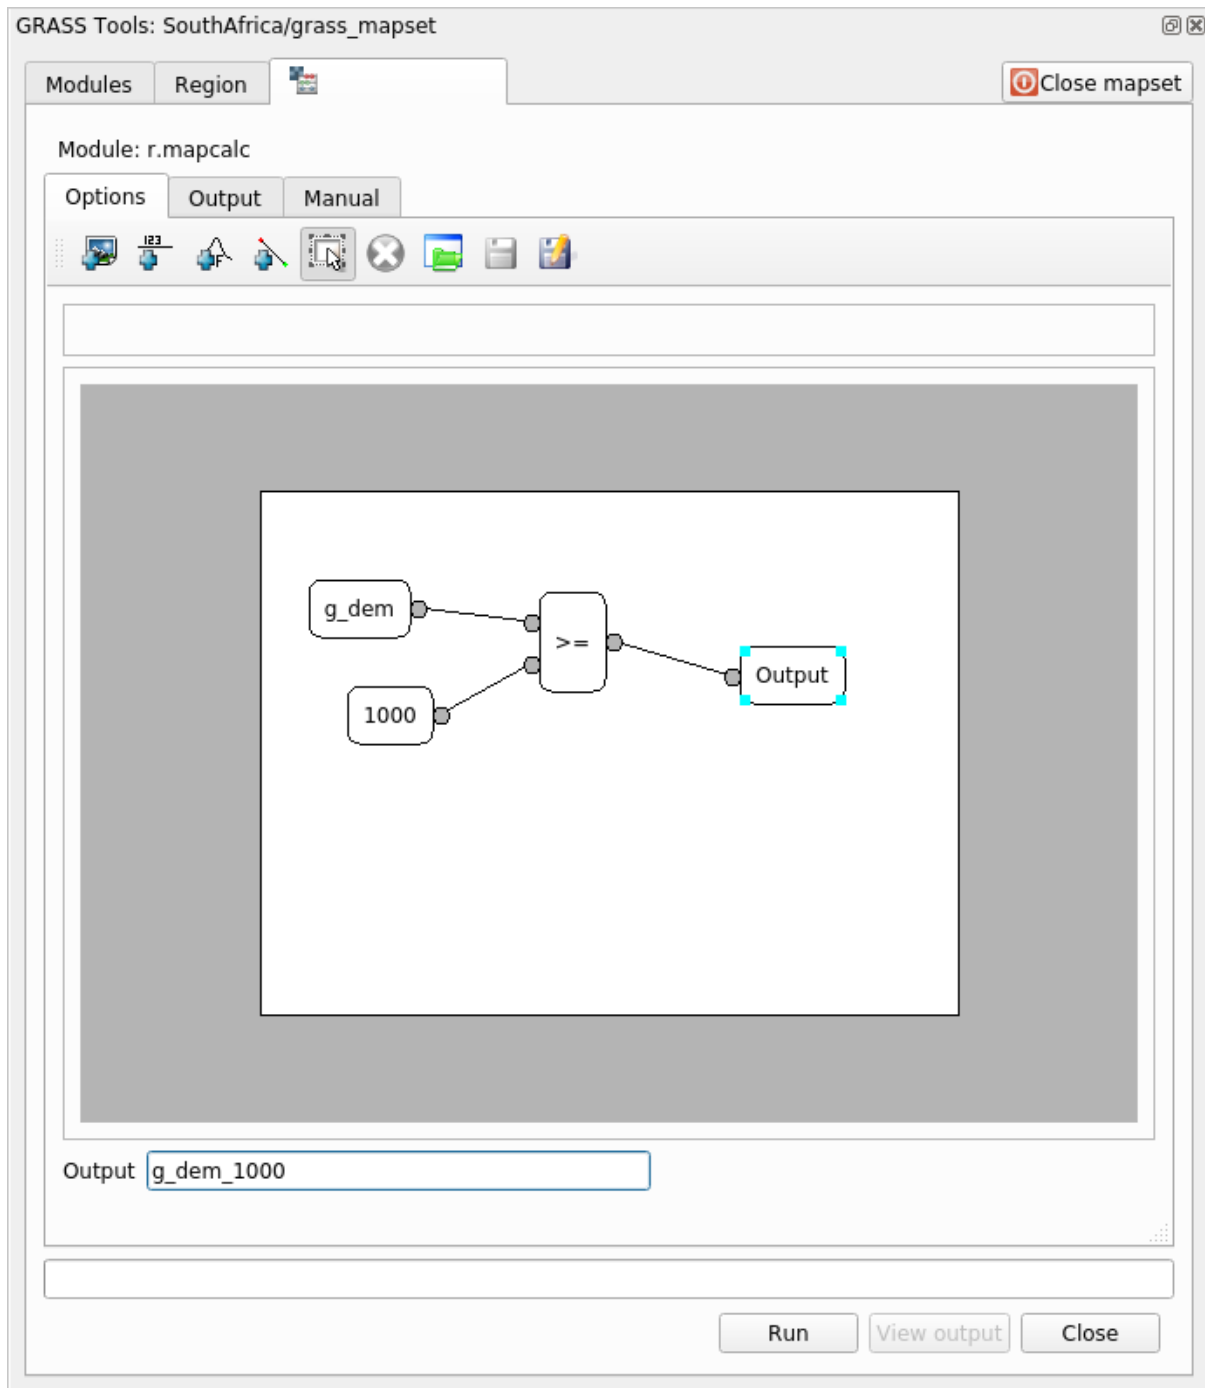 GRASS Tools: SouthAfrica/grass_mapset
Modules Region Close mapset
Module: r.mapcalc
Options Output Manual
123
F
g_dem
>=
Output
1000
Output g_dem_1000
Run View output Close